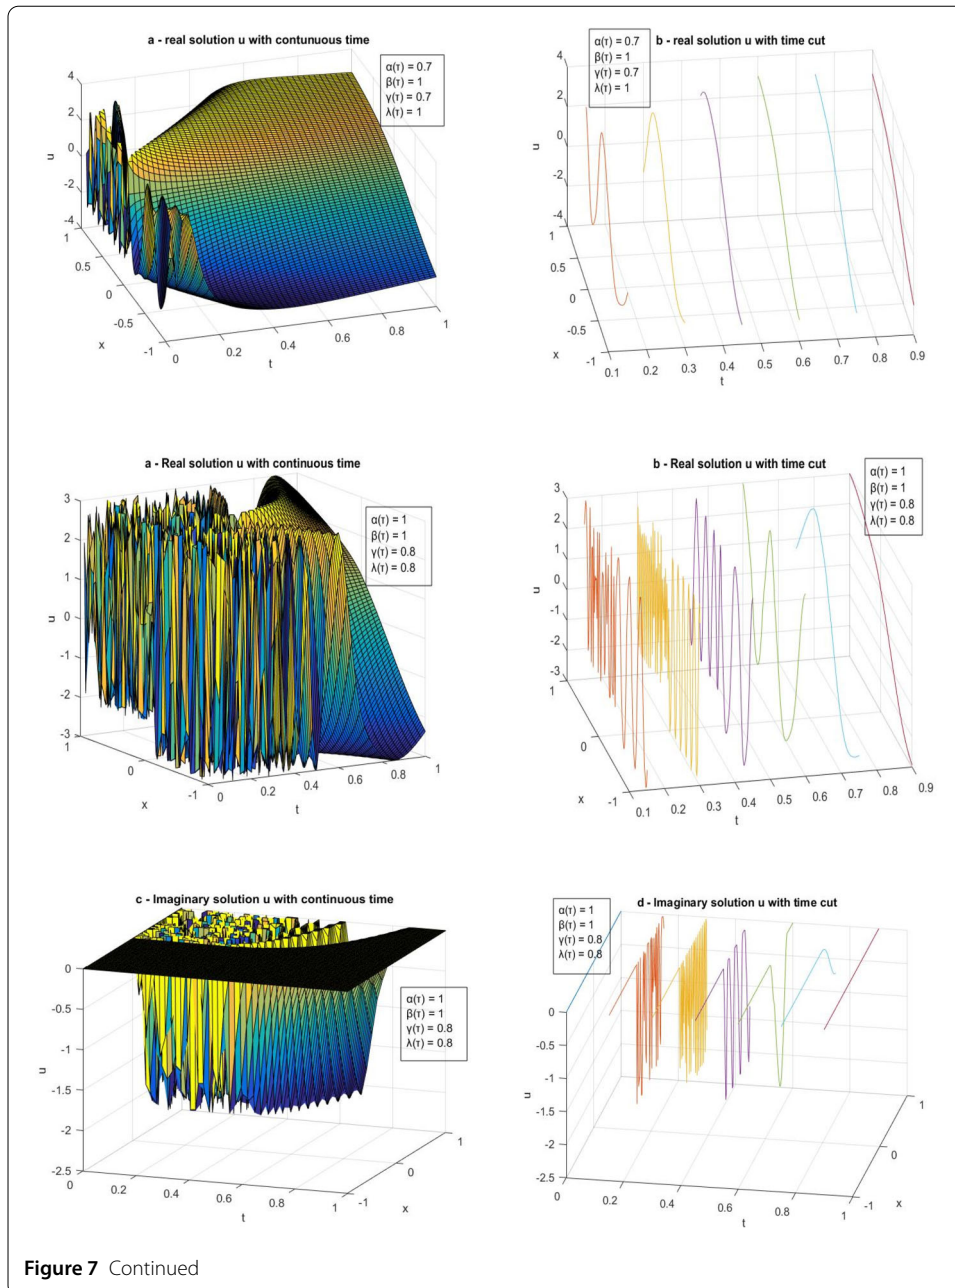 a - real solution u with contunuous time
α(τ) = 0.7
β(τ) = 1
γ(τ) = 0.7
λ(τ) = 1
4
2
0
-2
-4
u
1
0.5
0
-0.5
-1
x
0
0.2
0.4
0.6
0.8
1
t
b - real solution u with time cut
α(τ) = 0.7
β(τ) = 1
γ(τ) = 0.7
λ(τ) = 1
4
2
0
-2
4
u
1
0.5
0
-0.5
-1
x
0.1
0.2
0.3
0.4
0.5
0.6
0.7
0.8
0.9
t
a - Real solution u with continuous time
α(τ) = 1
β(τ) = 1
γ(τ) = 0.8
λ(τ) = 0.8
3
2
1
0
-1
-2
-3
u
1
0
-1
x
0
0.2
0.4
0.6
0.8
1
t
b - Real solution u with time cut
α(τ) = 1
β(τ) = 1
γ(τ) = 0.8
λ(τ) = 0.8
3
2
1
0
-1
-2
-3
u
1
0
-1
x
0.1
0.2
0.3
0.4
0.5
0.6
0.7
0.8
0.9
t
c - Imaginary solution u with continuous time
α(τ) = 1
β(τ) = 1
γ(τ) = 0.8
λ(τ) = 0.8
0
-0.5
-1
-1.5
-2
-2.5
u
0
0.2
0.4
0.6
0.8
1
t
-1
0
1
x
d - Imaginary solution u with time cut
α(τ) = 1
β(τ) = 1
γ(τ) = 0.8
λ(τ) = 0.8
0
-0.5
-1
-1.5
-2
-2.5
u
0
0.2
0.4
0.6
0.8
1
t
-1
0
1
x
Figure 7 Continued